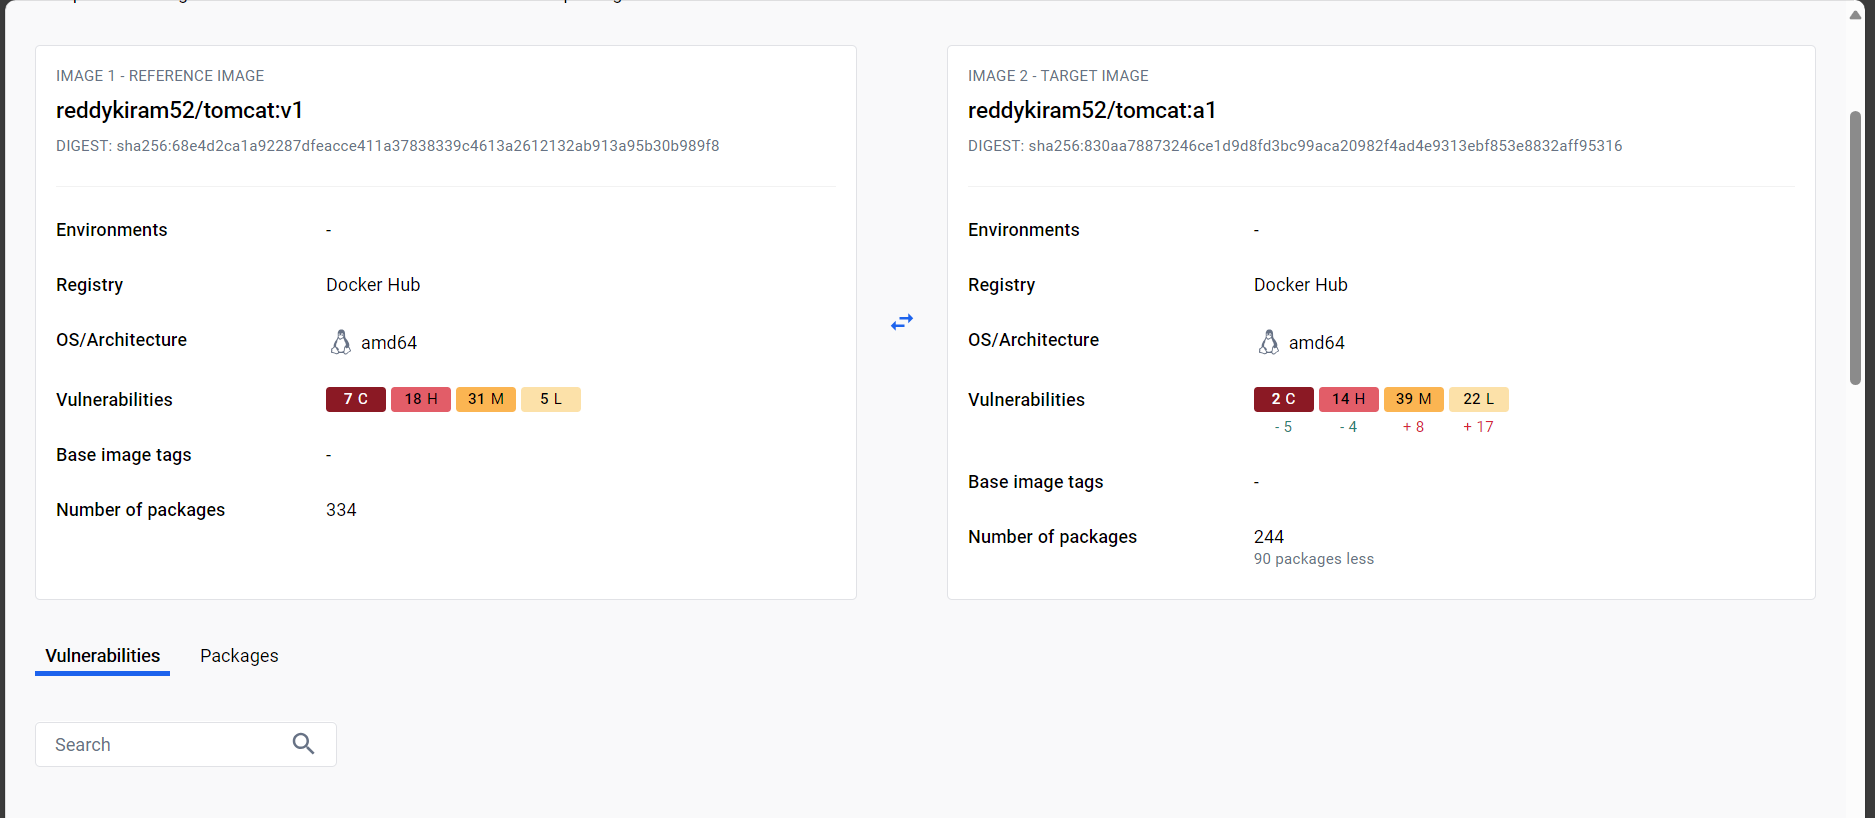 IMAGE 1 - REFERENCE IMAGE
reddykiram52/tomcat:v1
DIGEST: sha256:68e4d2ca1a92287dfeacce411a37838339c4613a2612132ab913a95b30b989f8
Environments -
Registry Docker Hub
OS/Architecture amd64
Vulnerabilities 7 C 18 H 31 M 5 L
Base image tags -
Number of packages 334
IMAGE 2 - TARGET IMAGE
reddykiram52/tomcat:a1
DIGEST: sha256:830aa78873246ce1d9d8fd3bc99aca20982f4ad4e9313ebf853e8832aff95316
Environments -
Registry Docker Hub
OS/Architecture amd64
Vulnerabilities 2 C 14 H 39 M 22 L
- 5 - 4 + 8 + 17
Base image tags -
Number of packages 244
90 packages less
Vulnerabilities Packages
Search